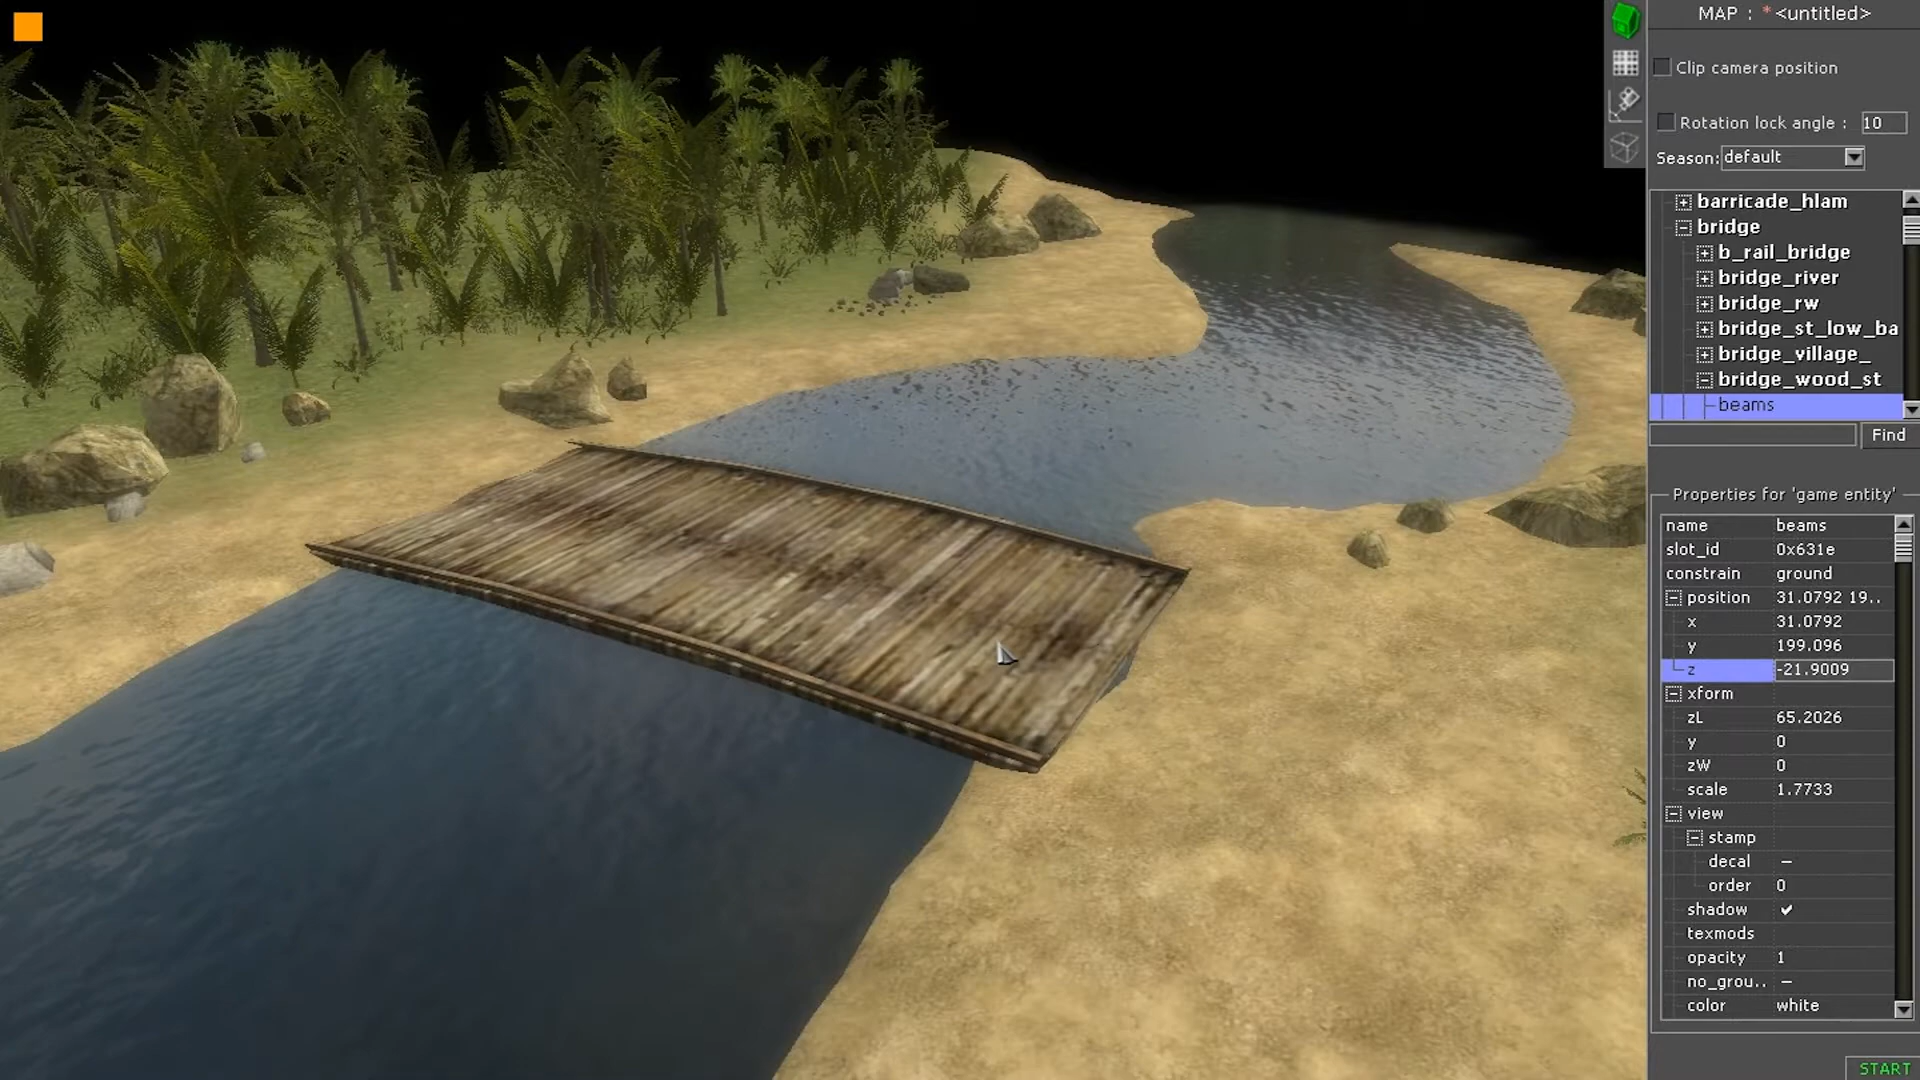 MAP : * <untitled>
Clip camera position
Rotation lock angle : 10
Season: default
barricade_hlam
bridge
b_rail_bridge
bridge_river
bridge_rw
bridge_st_low_ba
bridge_village_
bridge_wood_st
beams
Find
Properties for 'game entity'
name beams
slot_id 0x631e
constrain ground
position 31.0792 19..
x 31.0792
y 199.096
z -21.9009
xform
zL 65.2026
y 0
zW 0
scale 1.7733
view
stamp
decal —
order 0
shadow ✔
texmods
opacity 1
no_grou.. —
color white
START